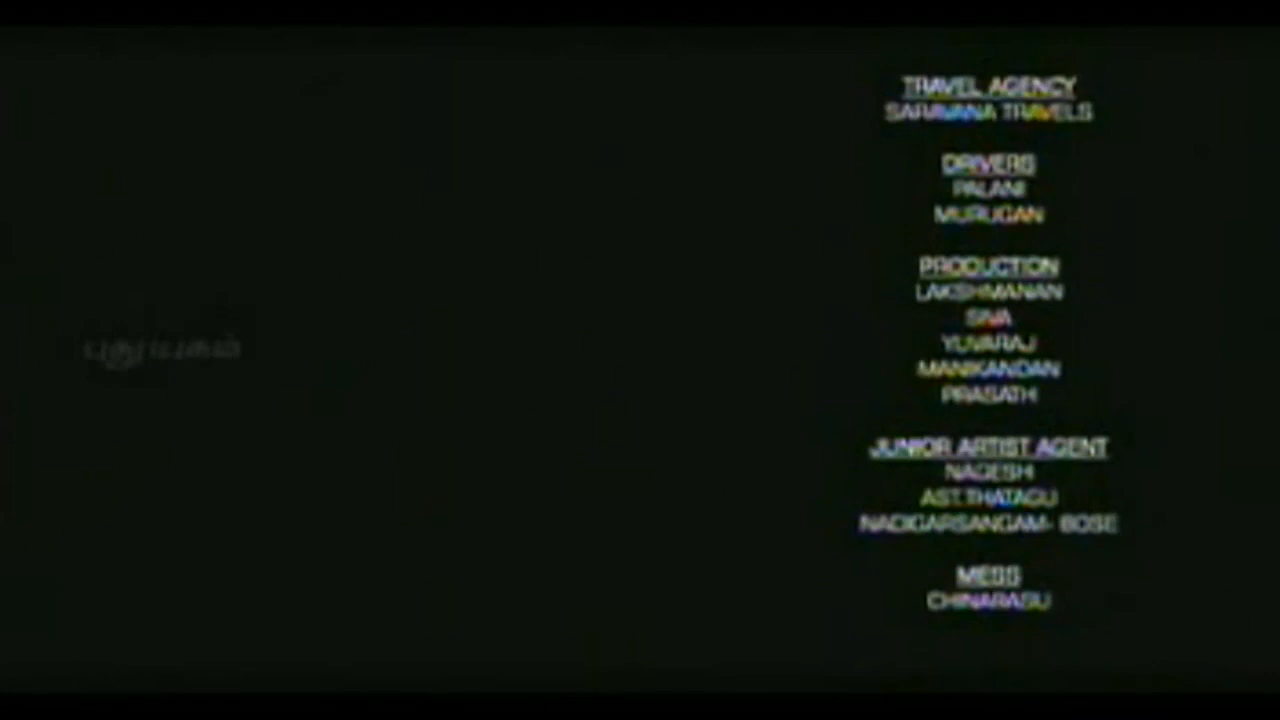 TRAVEL AGENCY
SARAVANA TRAVELS
DRIVERS
PALANI
MURUGAN
PRODUCTION
LAKSHMANAN
SIVA
YUVARAJ
MANIKANDAN
PRASATH
JUNIOR ARTIST AGENT
NAGESH
AST.THATAGU
NADIGARSANGAM- BOSE
MESS
CHINARASU
புது யுகம்